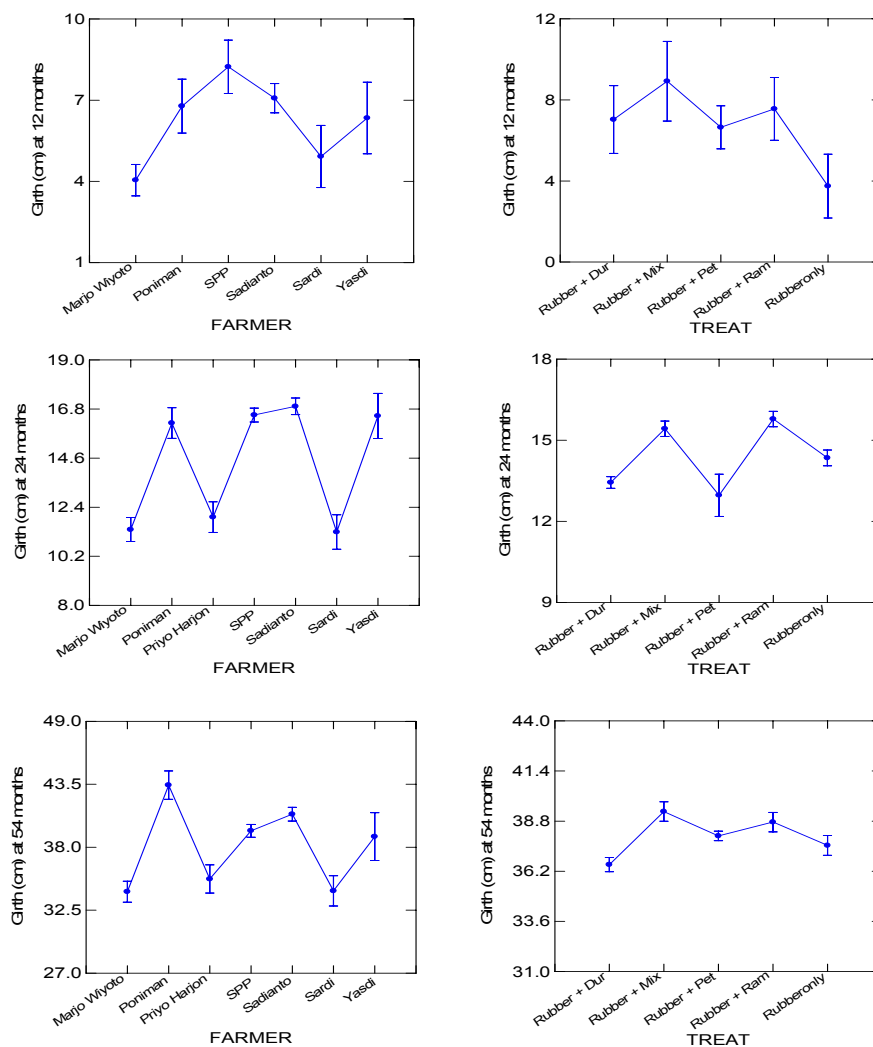 10
7
4
1
Girth (cm) at 12 months
Marjo Wiyoto
Poniman
SPP
Sadianto
Sardi
Yasdi
FARMER
12
8
4
0
Girth (cm) at 12 months
Rubber + Dur
Rubber + Mix
Rubber + Pet
Rubber + Ram
Rubberonly
TREAT
19.0
16.8
14.6
12.4
10.2
8.0
Girth (cm) at 24 months
Marjo Wiyoto
Poniman
Priyo Harjon
SPP
Sadianto
Sardi
Yasdi
FARMER
18
15
12
9
Girth (cm) at 24 months
Rubber + Dur
Rubber + Mix
Rubber + Pet
Rubber + Ram
Rubberonly
TREAT
49.0
43.5
38.0
32.5
27.0
Girth (cm) at 54 months
Marjo Wiyoto
Poniman
Priyo Harjon
SPP
Sadianto
Sardi
Yasdi
FARMER
44.0
41.4
38.8
36.2
33.6
31.0
Girth (cm) at 54 months
Rubber + Dur
Rubber + Mix
Rubber + Pet
Rubber + Ram
Rubberonly
TREAT